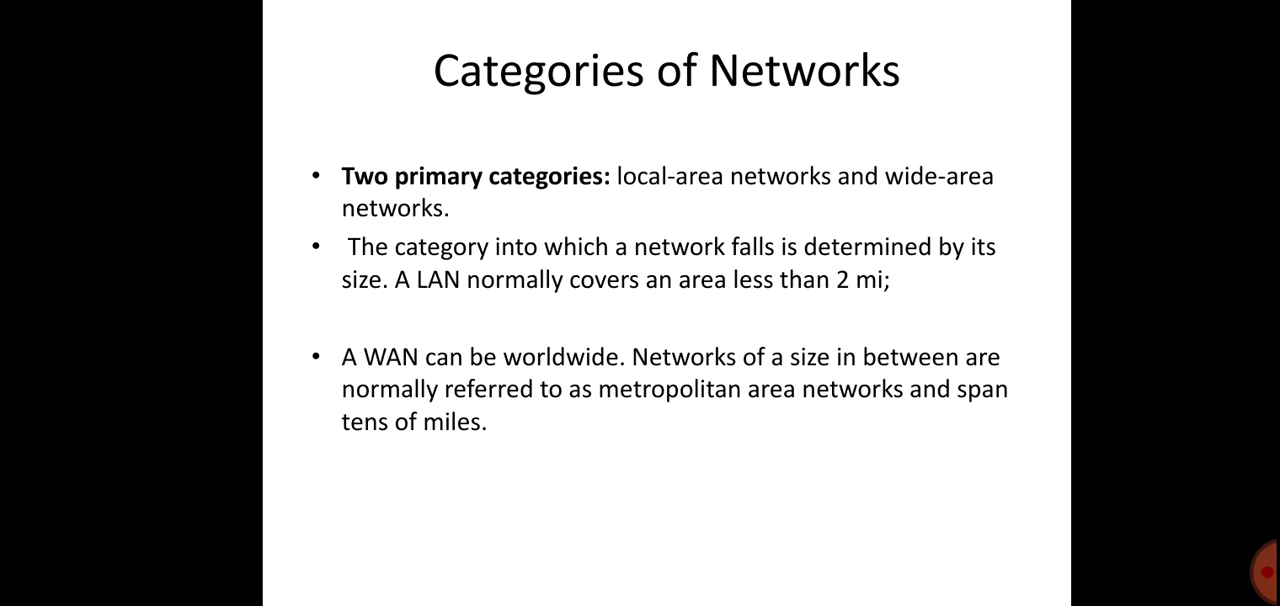 Categories of Networks
• Two primary categories: local-area networks and wide-area
networks.
• The category into which a network falls is determined by its
size. A LAN normally covers an area less than 2 mi;
• A WAN can be worldwide. Networks of a size in between are
normally referred to as metropolitan area networks and span
tens of miles.